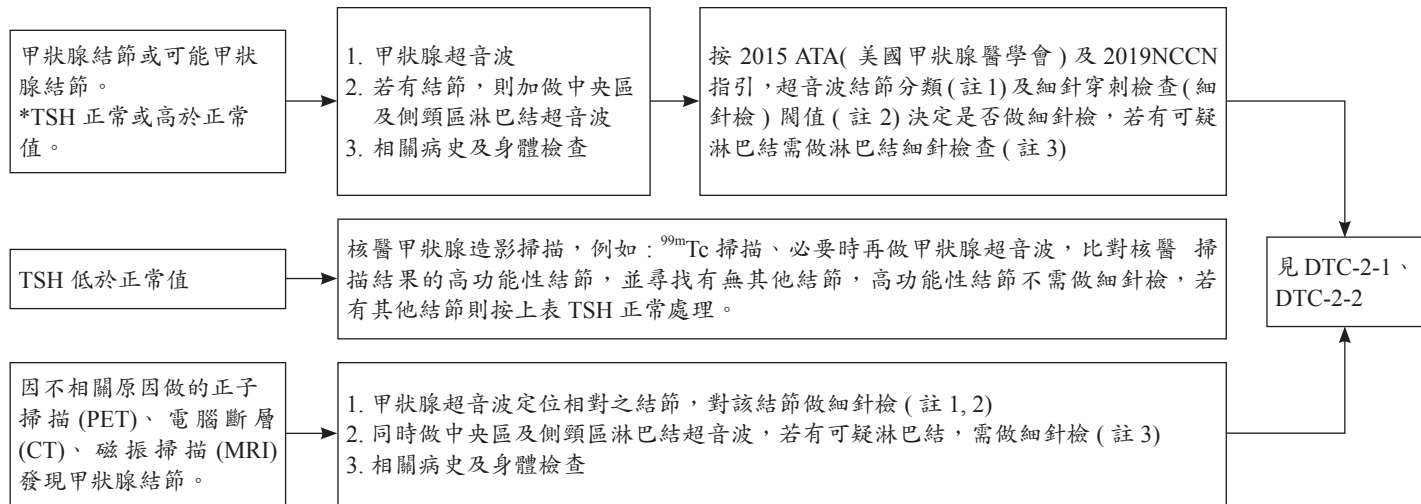 甲狀腺結節或可能甲狀
腺結節。
*TSH 正常或高於正常
值。
1. 甲狀腺超音波
2. 若有結節，則加做中央區
及側頸區淋巴結超音波
3. 相關病史及身體檢查
按 2015 ATA( 美國甲狀腺醫學會 ) 及 2019NCCN
指引，超音波結節分類 ( 註 1) 及細針穿刺檢查 ( 細
針檢 ) 閥值 ( 註 2) 決定是否做細針檢，若有可疑
淋巴結需做淋巴結細針檢查 ( 註 3)
TSH 低於正常值
核醫甲狀腺造影掃描，例如：99mTc 掃描、必要時再做甲狀腺超音波，比對核醫 掃
描結果的高功能性結節，並尋找有無其他結節，高功能性結節不需做細針檢，若
有其他結節則按上表 TSH 正常處理。
見 DTC-2-1、
DTC-2-2
因不相關原因做的正子
掃描 (PET)、電腦斷層
(CT)、磁振掃描 (MRI)
發現甲狀腺結節。
1. 甲狀腺超音波定位相對之結節，對該結節做細針檢 ( 註 1, 2)
2. 同時做中央區及側頸區淋巴結超音波，若有可疑淋巴結，需做細針檢 ( 註 3)
3. 相關病史及身體檢查